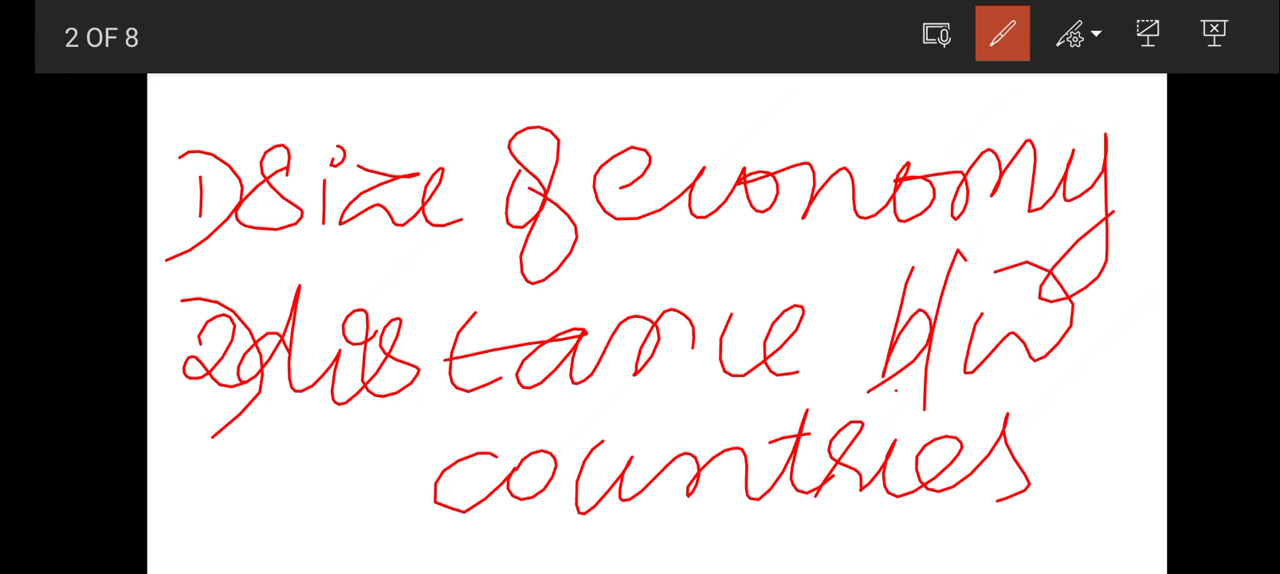 2 OF 8
1) Size of economy
2) distance b/w
countries